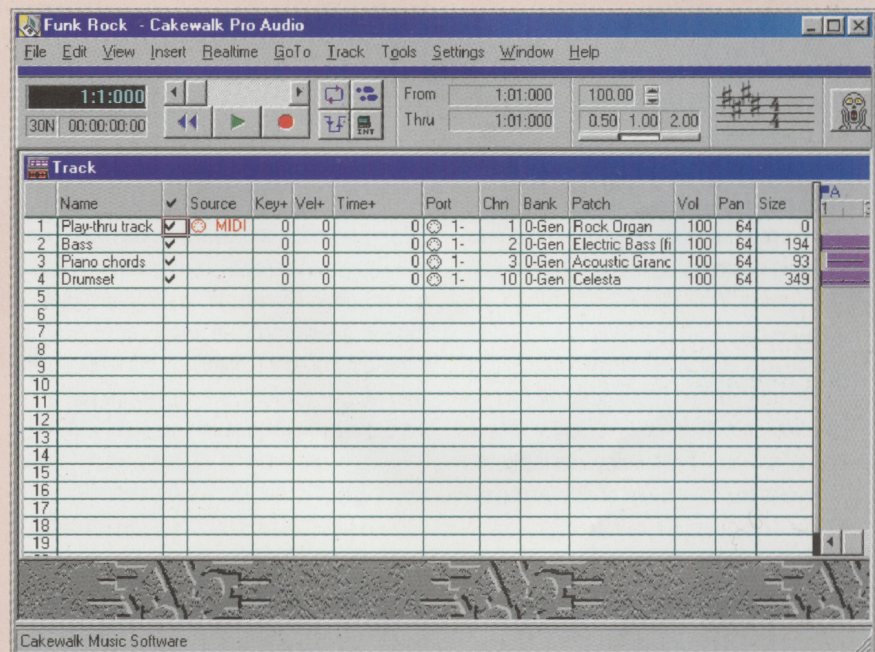 Funk Rock - Cakewalk Pro Audio
File Edit View Insert Realtime GoTo Track Tools Settings Window Help
1:1:000 From 1:01:000 100.00
30N 00:00:00:00 INT Thru 1:01:000 0.50 1.00 2.00 4 4
Track
Name Source Key+ Vel+ Time+ Port Chn Bank Patch Vol Pan Size A
1 3
1 Play-thru track MIDI 0 0 0 1- 1 0-Gen Rock Organ 100 64 0
2 Bass 0 0 0 1- 2 0-Gen Electric Bass (fi 100 64 194
3 Piano chords 0 0 0 1- 3 0-Gen Acoustic Granc 100 64 93
4 Drumset 0 0 0 1- 10 0-Gen Celesta 100 64 349
5
6
7
8
9
10
11
12
13
14
15
16
17
18
19
Cakewalk Music Software